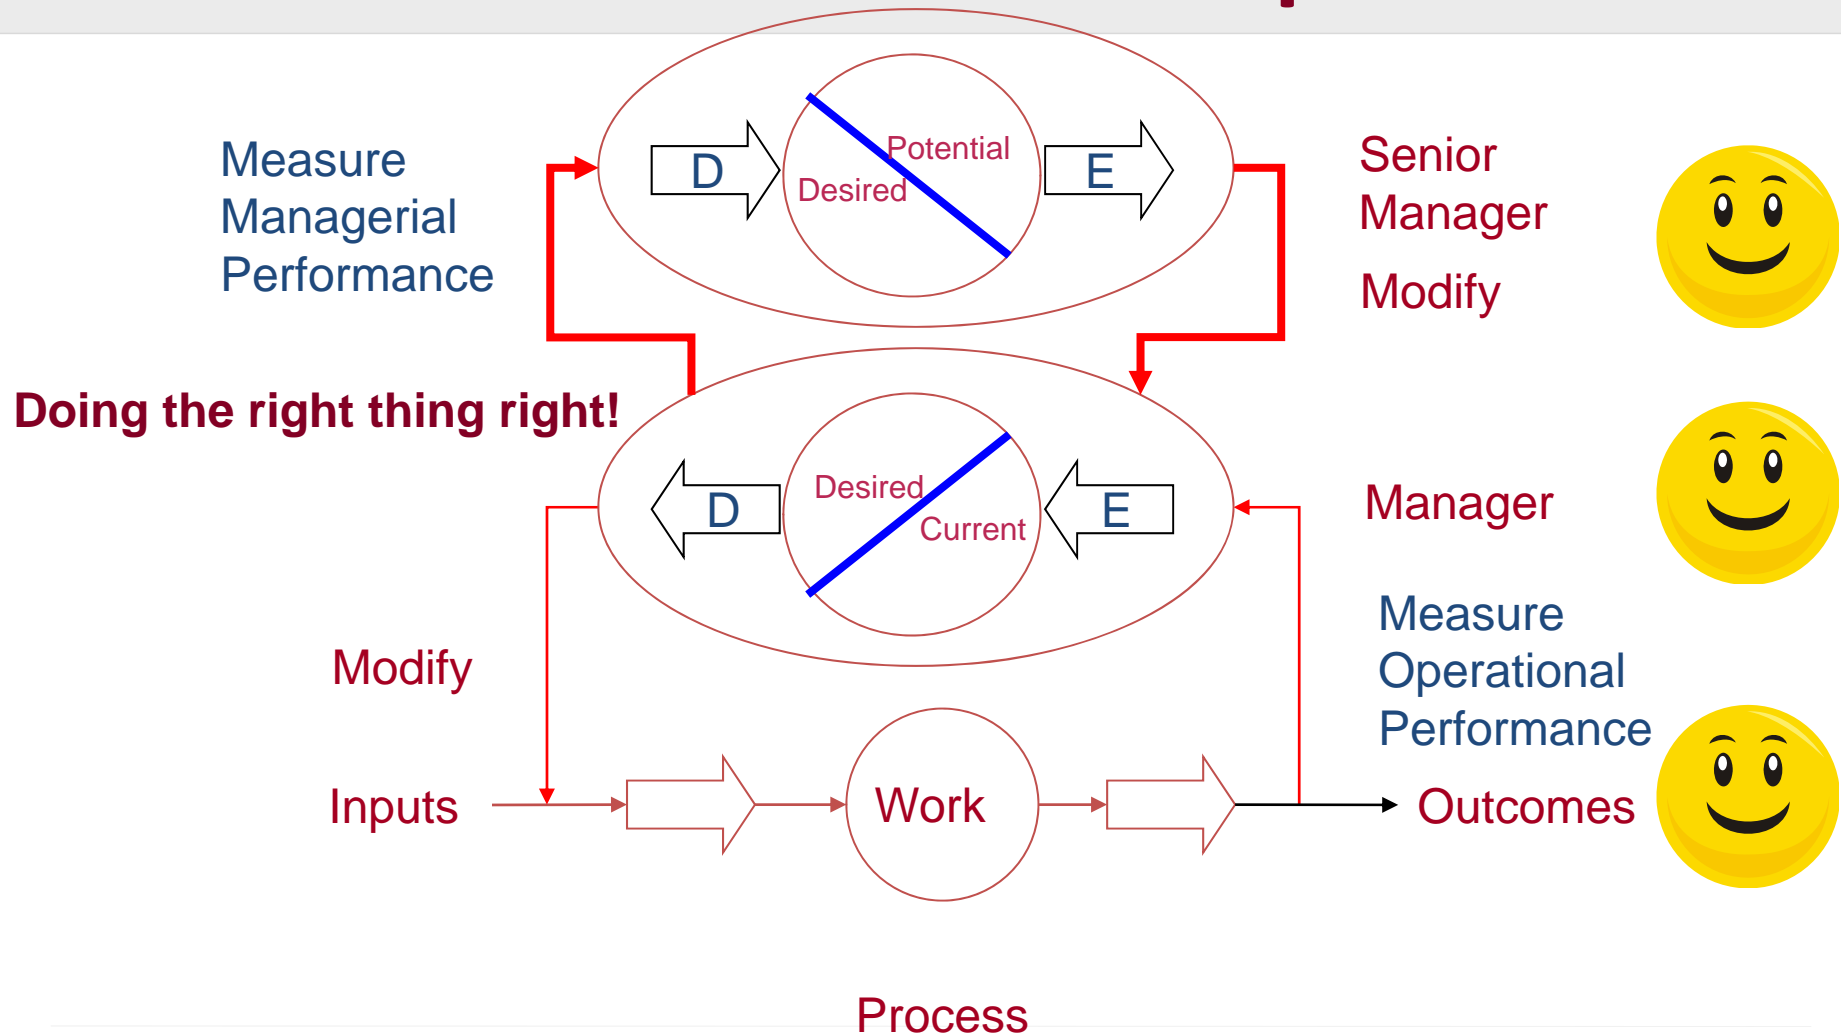 Measure
Managerial
Performance
D
Potential
Desired
E
Senior
Manager
Modify
Doing the right thing right!
D
Desired
Current
E
Manager
Measure
Operational
Performance
Modify
Inputs
Work
Outcomes
Process